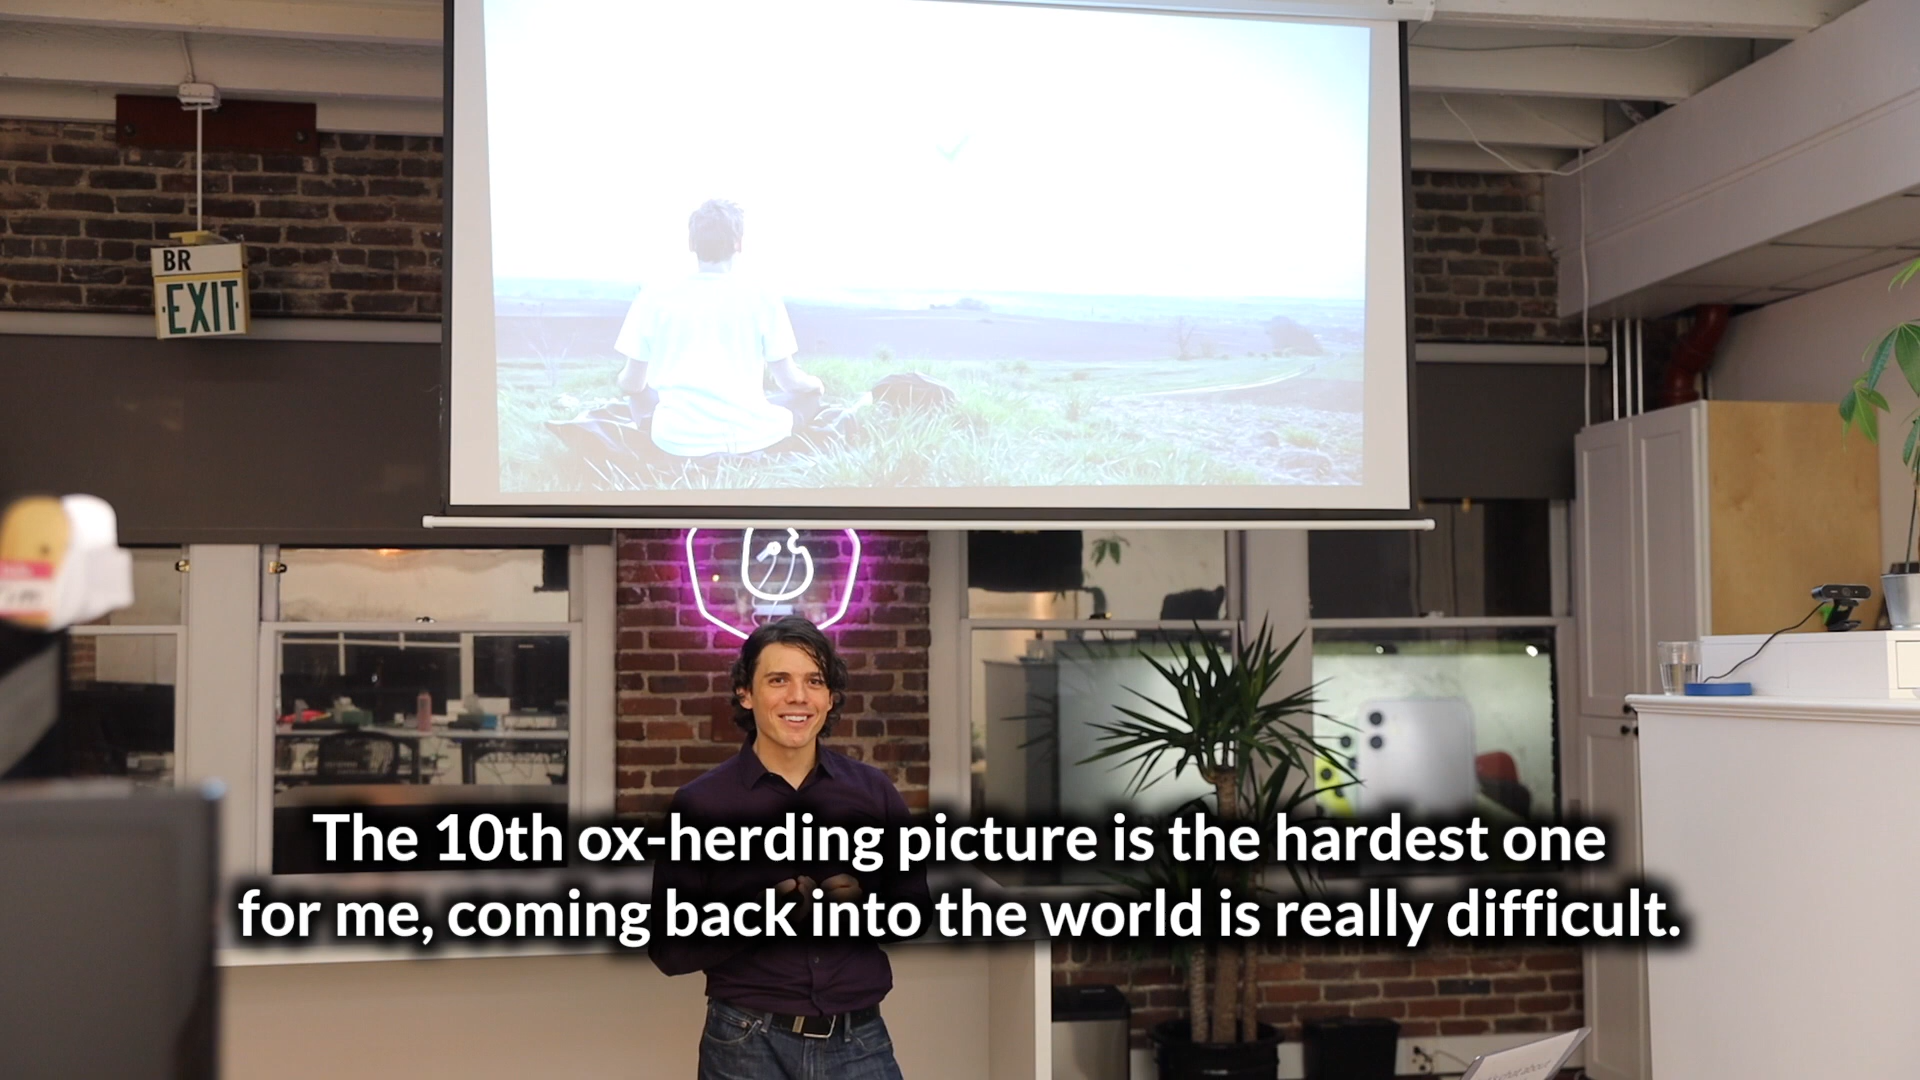 BR
EXIT
The 10th ox-herding picture is the hardest one
for me, coming back into the world is really difficult.